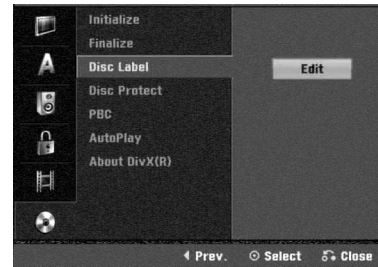 Initialize
Finalize
A
Disc Label
Edit
Disc Protect
PBC
AutoPlay
About DivX(R)
Prev. Select Close